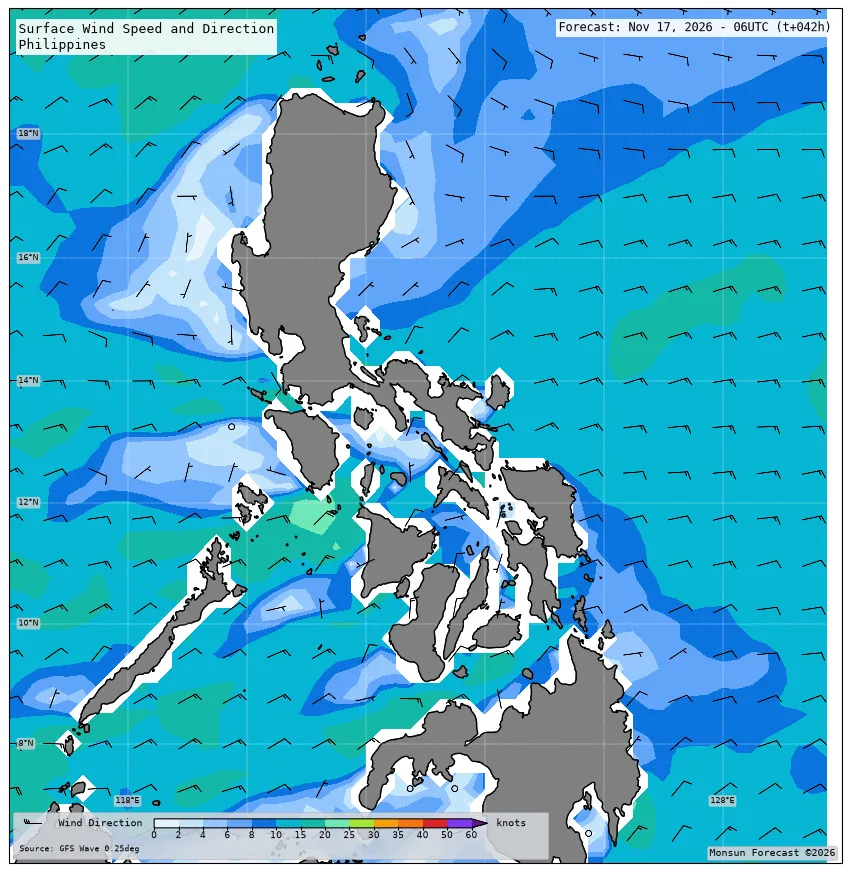 Surface Wind Speed and Direction
Philippines
Forecast: Nov 17, 2026 - 06UTC (t+042h)
18°N
16°N
14°N
12°N
10°N
8°N
118°E
128°E
Wind Direction
0 2 4 6 8 10 15 20 25 30 35 40 50 60
knots
Source: GFS Wave 0.25deg
Monsun Forecast ©2026